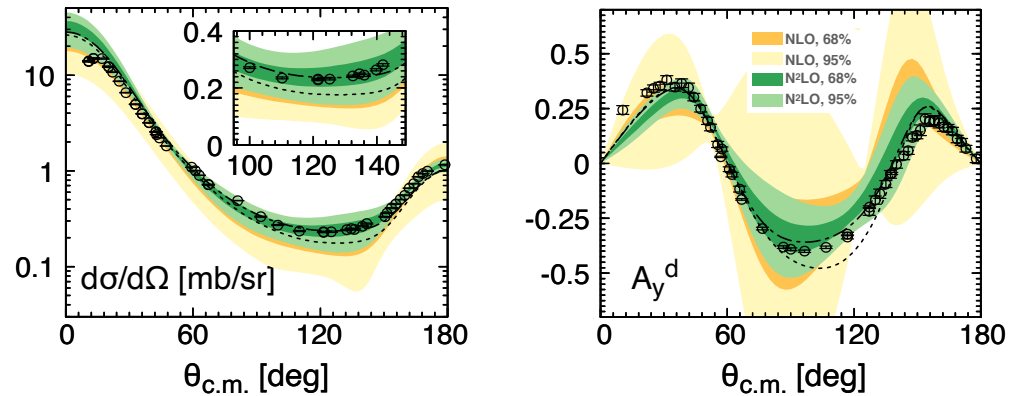 10
1
0.1
0.4
0.2
0
100 120 140
dσ/dΩ [mb/sr]
0 60 120 180
θc.m. [deg]
0.5
0.25
0
-0.25
-0.5
NLO, 68%
NLO, 95%
N²LO, 68%
N²LO, 95%
Ayd
0 60 120 180
θc.m. [deg]